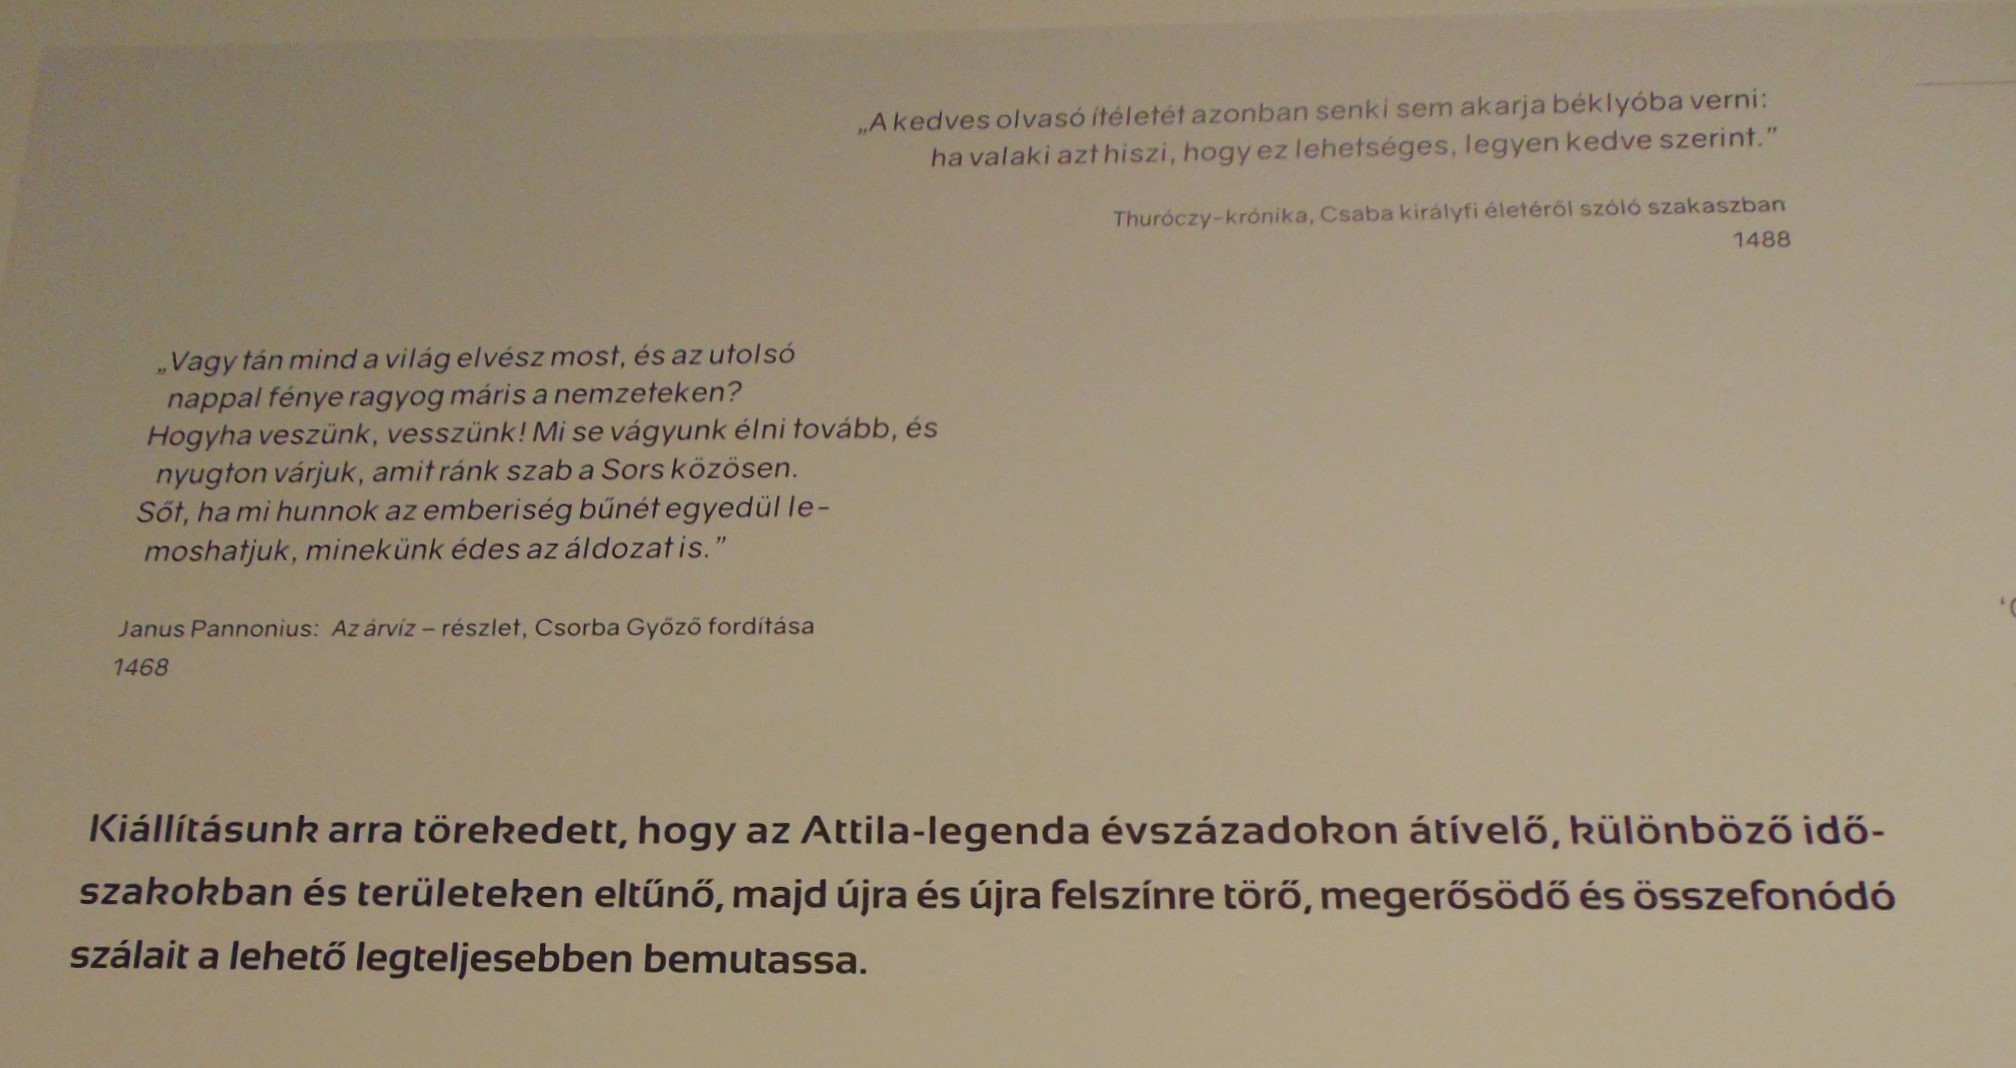 „A kedves olvasó ítéletét azonban senki sem akarja béklyóba verni:
ha valaki azt hiszi, hogy ez lehetséges, legyen kedve szerint.”
Thuróczy-krónika, Csaba királyfi életéről szóló szakaszban
1488
„Vagy tán mind a világ elvész most, és az utolsó
nappal fénye ragyog máris a nemzeteken?
Hogyha veszünk, vesszünk! Mi se vágyunk élni tovább, és
nyugton várjuk, amit ránk szab a Sors közösen.
Sőt, ha mi hunnok az emberiség bűnét egyedül le-
moshatjuk, minekünk édes az áldozat is.”
Janus Pannonius: Az árvíz – részlet, Csorba Győző fordítása
1468
Kiállításunk arra törekedett, hogy az Attila-legenda évszázadokon átívelő, különböző idő-
szakokban és területeken eltűnő, majd újra és újra felszínre törő, megerősödő és összefonódó
szálait a lehető legteljesebben bemutassa.